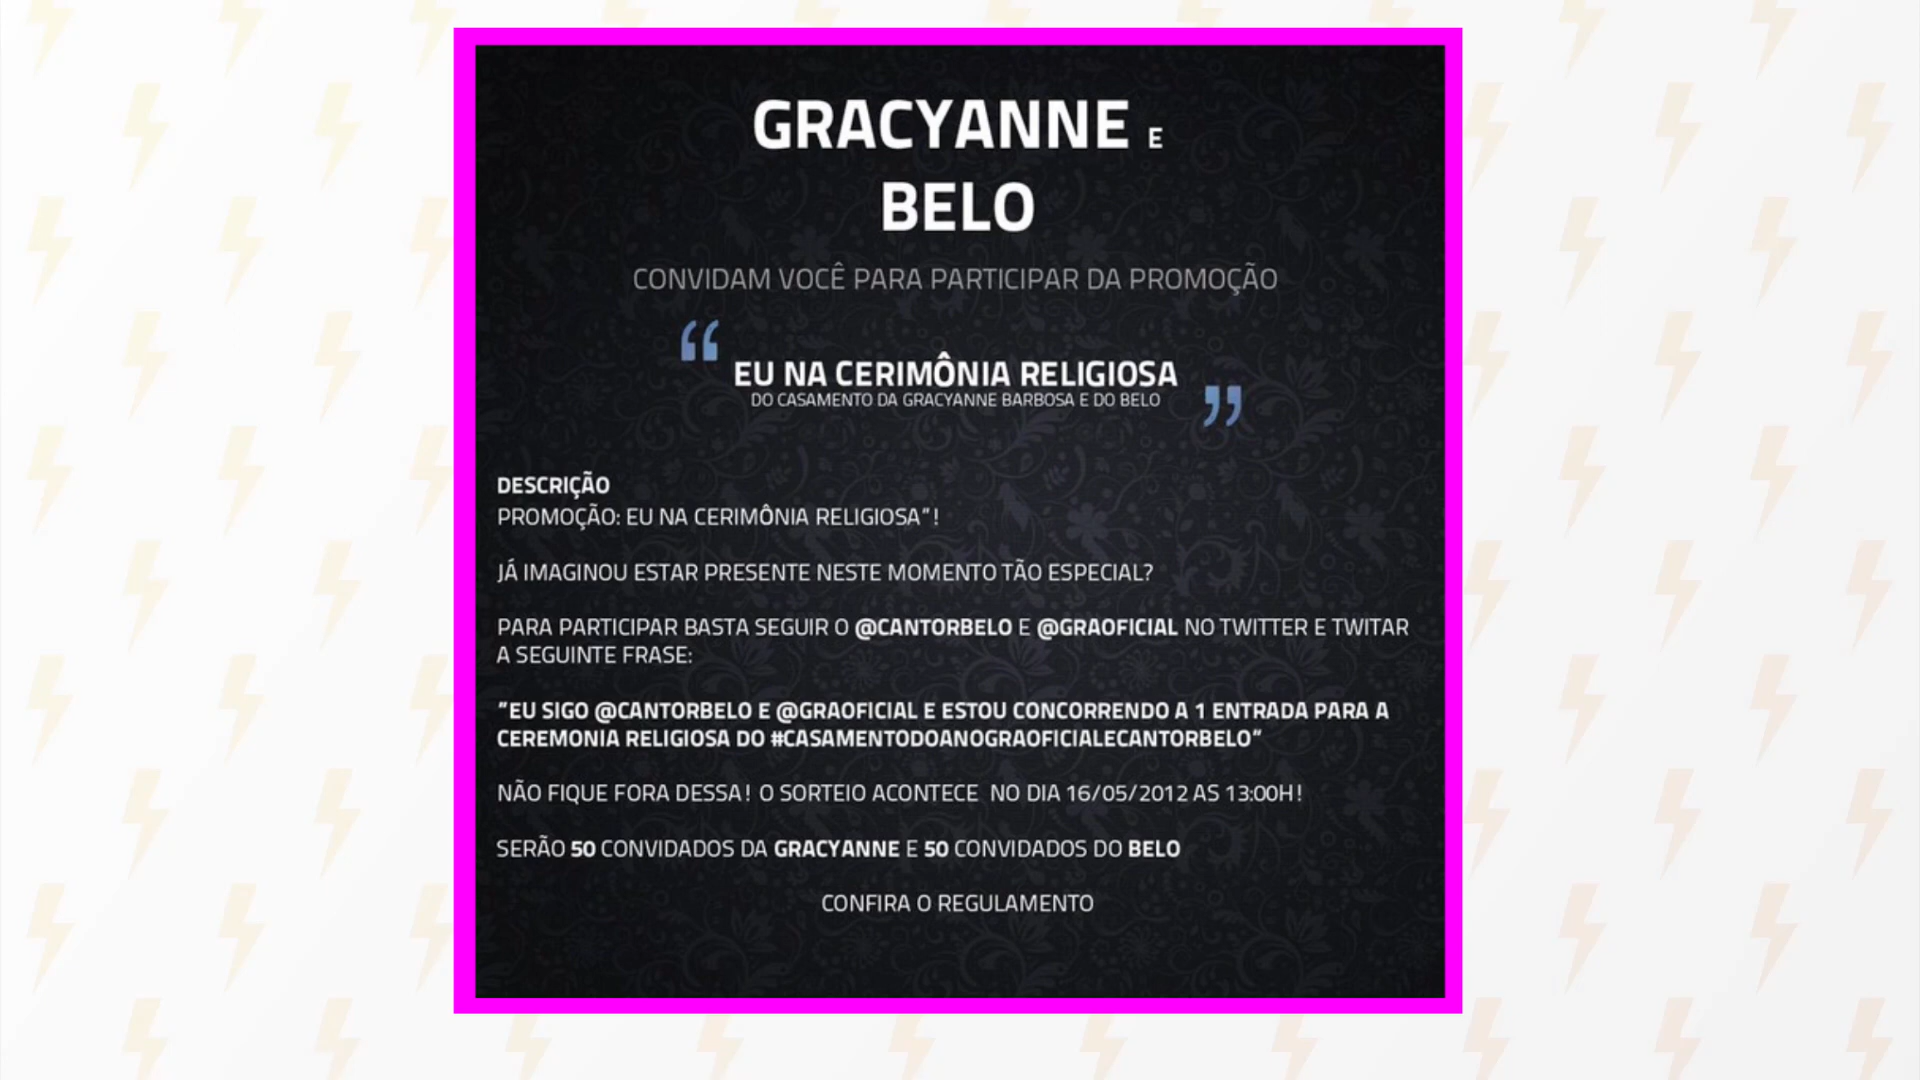 GRACYANNE E
BELO
CONVIDAM VOCÊ PARA PARTICIPAR DA PROMOÇÃO
“ EU NA CERIMÔNIA RELIGIOSA
DO CASAMENTO DA GRACYANNE BARBOSA E DO BELO ”
DESCRIÇÃO
PROMOÇÃO: EU NA CERIMÔNIA RELIGIOSA”!
JÁ IMAGINOU ESTAR PRESENTE NESTE MOMENTO TÃO ESPECIAL?
PARA PARTICIPAR BASTA SEGUIR O @CANTORBELO E @GRAOFICIAL NO TWITTER E TWITAR
A SEGUINTE FRASE:
”EU SIGO @CANTORBELO E @GRAOFICIAL E ESTOU CONCORRENDO A 1 ENTRADA PARA A
CEREMONIA RELIGIOSA DO #CASAMENTODOANOGRAOFICIALECANTORBELO”
NÃO FIQUE FORA DESSA! O SORTEIO ACONTECE NO DIA 16/05/2012 AS 13:00H!
SERÃO 50 CONVIDADOS DA GRACYANNE E 50 CONVIDADOS DO BELO
CONFIRA O REGULAMENTO